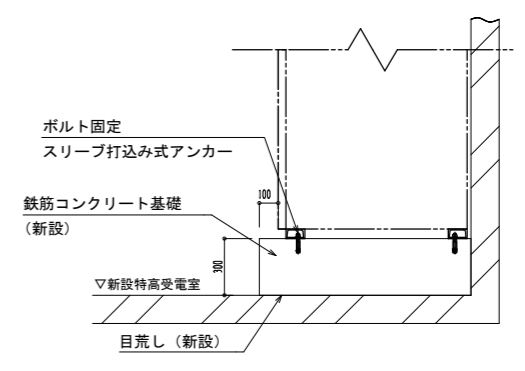 ボルト固定
スリーブ打込み式アンカー
100
鉄筋コンクリート基礎
（新設）
300
▽新設特高受電室
目荒し（新設）